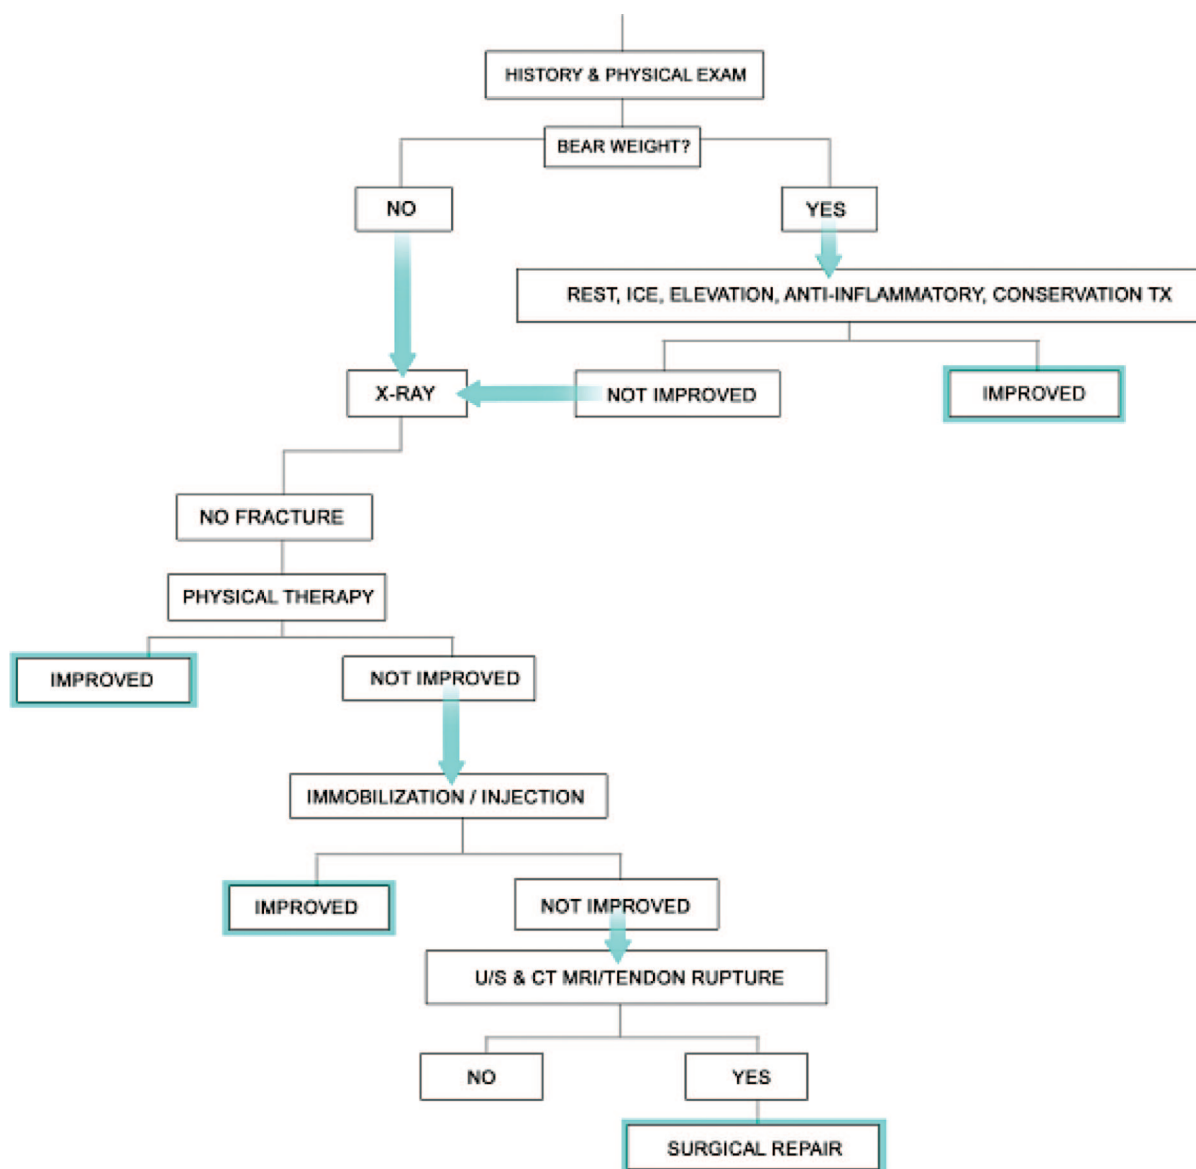 HISTORY & PHYSICAL EXAM
BEAR WEIGHT?
NO
YES
REST, ICE, ELEVATION, ANTI-INFLAMMATORY, CONSERVATION TX
X-RAY
NOT IMPROVED
IMPROVED
NO FRACTURE
PHYSICAL THERAPY
IMPROVED
NOT IMPROVED
IMMOBILIZATION / INJECTION
IMPROVED
NOT IMPROVED
U/S & CT MRI/TENDON RUPTURE
NO
YES
SURGICAL REPAIR